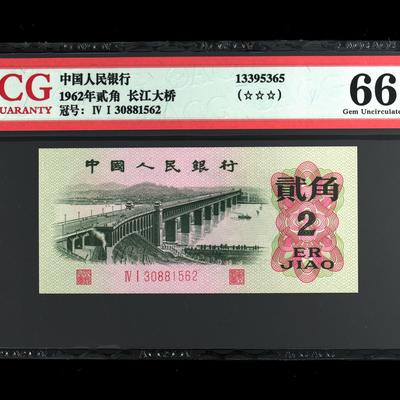 CG
UARANTY
中国人民银行
1962年贰角 长江大桥
冠号: IV I 30881562
13395365
(☆☆☆)
66
Gem Uncirculate
中國人民銀行
貳角
2
ER
JIAO
IV I 30881562